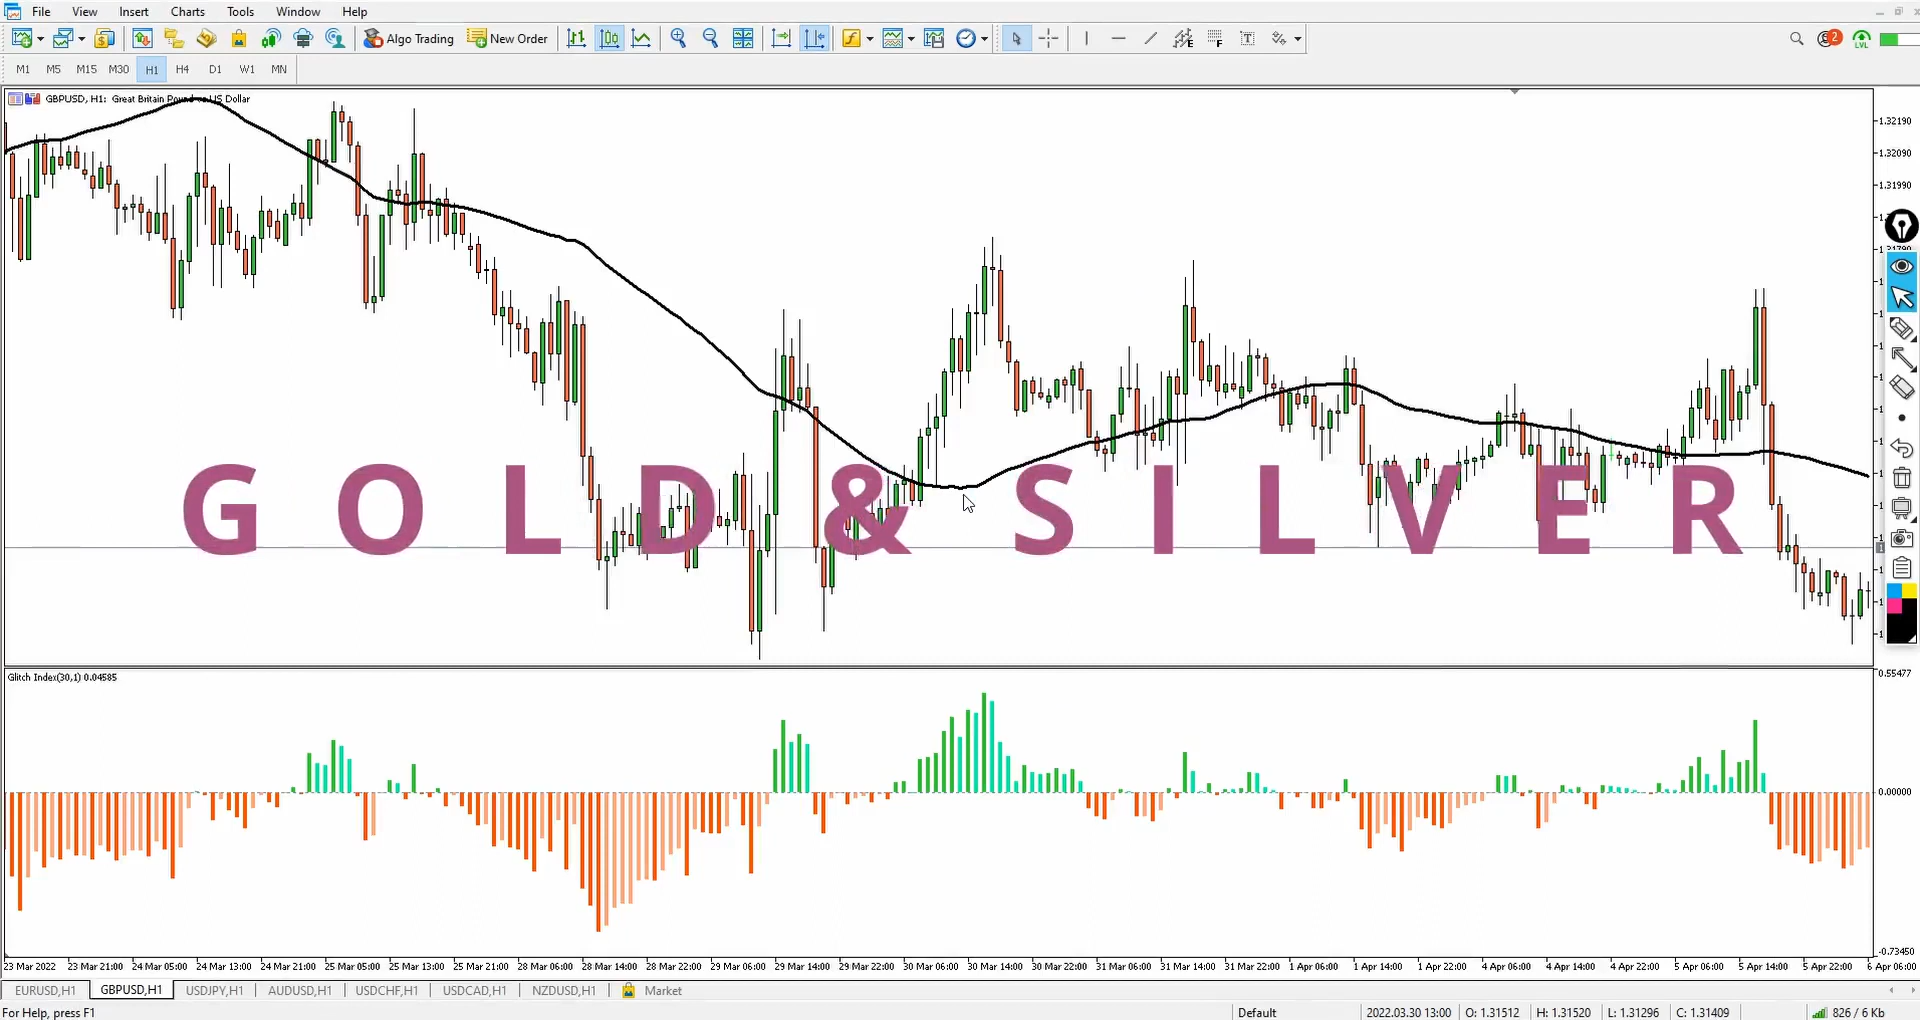 File View Insert Charts Tools Window Help
Algo Trading New Order
M1 M5 M15 M30 H1 H4 D1 W1 MN
GBPUSD, H1: Great Britain Pound vs US Dollar
1.32190
1.32090
1.31990
GOLD & SILVER
Glitch Index(30,1) 0.04585
0.55477
0.00000
-0.73450
23 Mar 2022 23 Mar 21:00 24 Mar 05:00 24 Mar 13:00 24 Mar 21:00 25 Mar 05:00 25 Mar 13:00 25 Mar 21:00 28 Mar 06:00 28 Mar 14:00 28 Mar 22:00 29 Mar 06:00 29 Mar 14:00 29 Mar 22:00 30 Mar 06:00 30 Mar 14:00 30 Mar 22:00 31 Mar 06:00 31 Mar 14:00 31 Mar 22:00 1 Apr 06:00 1 Apr 14:00 1 Apr 22:00 4 Apr 06:00 4 Apr 14:00 4 Apr 22:00 5 Apr 06:00 5 Apr 14:00 5 Apr 22:00 6 Apr 06:00
EURUSD,H1 GBPUSD,H1 USDJPY,H1 AUDUSD,H1 USDCHF,H1 USDCAD,H1 NZDUSD,H1 Market
For Help, press F1 Default 2022.03.30 13:00 O: 1.31512 H: 1.31520 L: 1.31296 C: 1.31409 826 / 6 Kb